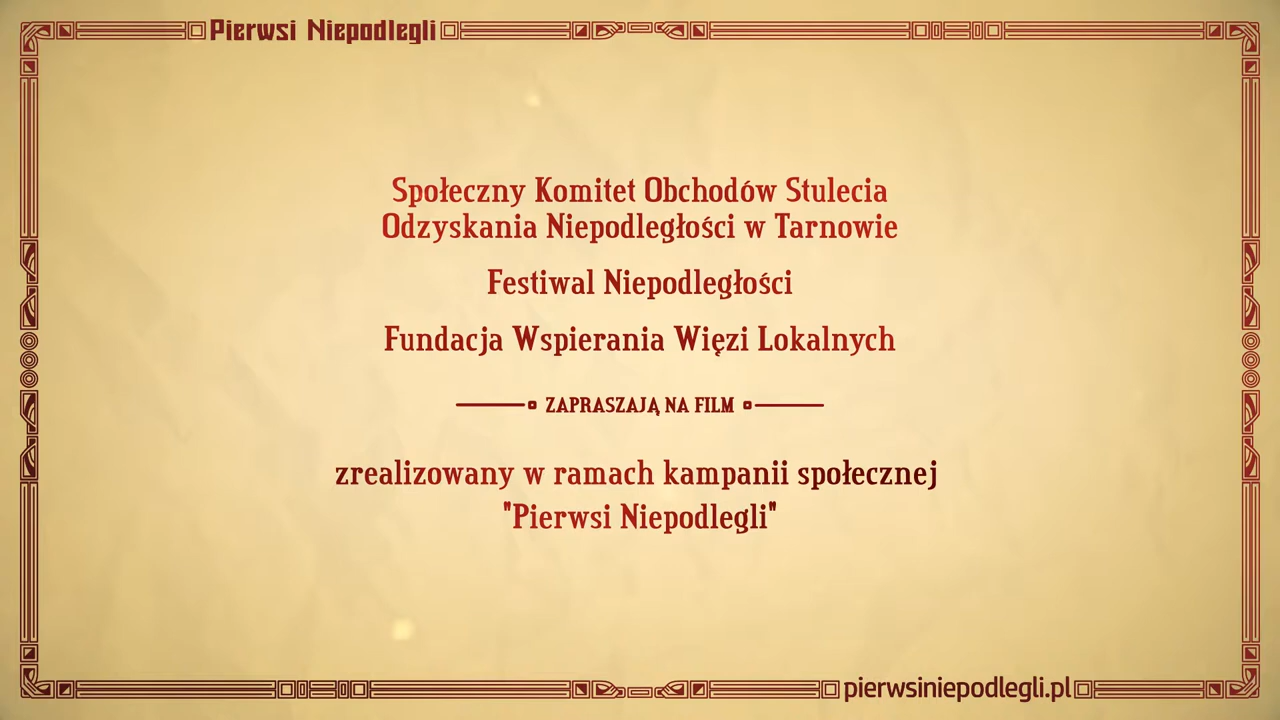 Pierwsi Niepodlegli
Społeczny Komitet Obchodów Stulecia
Odzyskania Niepodległości w Tarnowie
Festiwal Niepodległości
Fundacja Wspierania Więzi Lokalnych
ZAPRASZAJĄ NA FILM
zrealizowany w ramach kampanii społecznej
"Pierwsi Niepodlegli"
pierwsiniepodlegli.pl